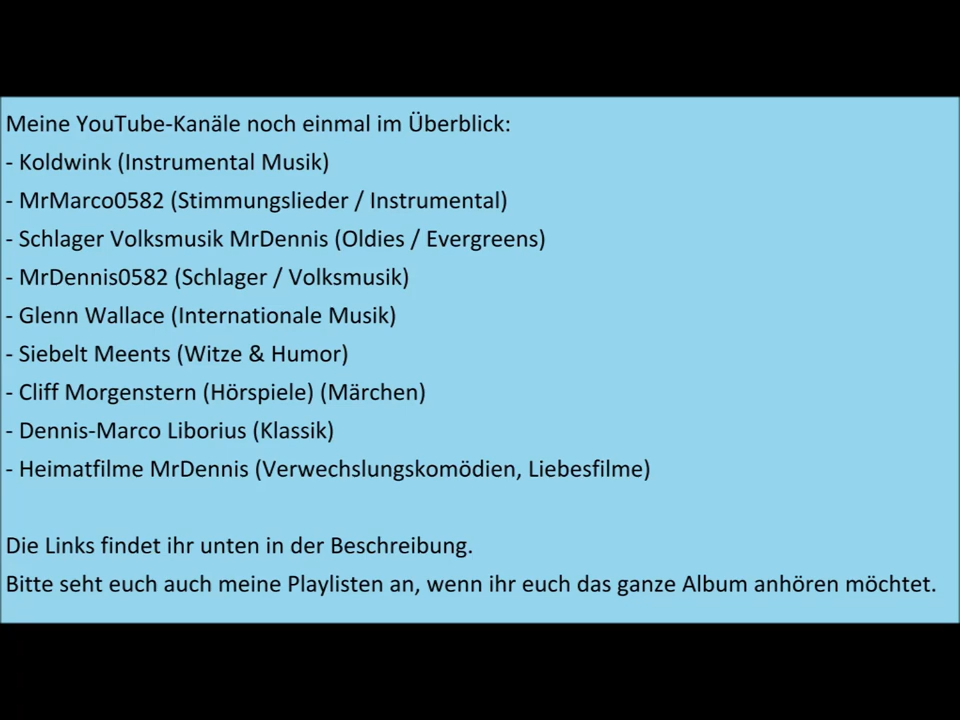 Meine YouTube-Kanäle noch einmal im Überblick:
- Koldwink (Instrumental Musik)
- MrMarco0582 (Stimmungslieder / Instrumental)
- Schlager Volksmusik MrDennis (Oldies / Evergreens)
- MrDennis0582 (Schlager / Volksmusik)
- Glenn Wallace (Internationale Musik)
- Siebelt Meents (Witze & Humor)
- Cliff Morgenstern (Hörspiele) (Märchen)
- Dennis-Marco Liborius (Klassik)
- Heimatfilme MrDennis (Verwechslungskomödien, Liebesfilme)
Die Links findet ihr unten in der Beschreibung.
Bitte seht euch auch meine Playlisten an, wenn ihr euch das ganze Album anhören möchtet.